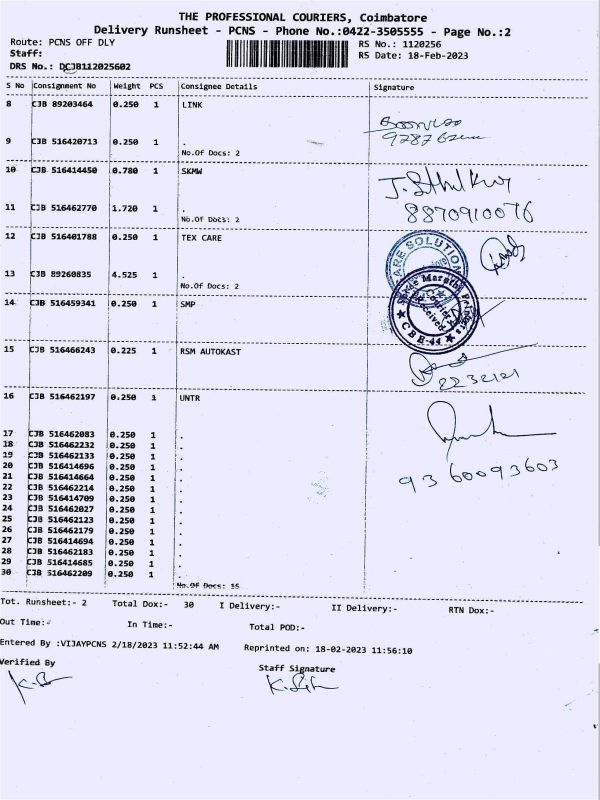 THE PROFESSIONAL COURIERS, Coimbatore
Delivery Runsheet - PCNS - Phone No.:0422-3505555 - Page No.:2
Route: PCNS OFF DLY
RS No.: 1120256
Staff:
RS Date: 18-Feb-2023
DRS No.: DCJB112025602
S No Consignment No Weight PCS Consignee Details Signature
8 CJB 89203464 0.250 1 LINK
9 CJB 516420713 0.250 1 .
No.Of Docs: 2
10 CJB 516414450 0.780 1 SKMW
11 CJB 516462770 1.720 1 .
8870910076
No.Of Docs: 2
12 CJB 516401788 0.250 1 TEX CARE
ARE SOLUTION
13 CJB 89260835 4.525 1 .
No.Of Docs: 2
14 CJB 516459341 0.250 1 SMP
Courier Received
CBE-44
15 CJB 516466243 0.225 1 RSM AUTOKAST
2232121
16 CJB 516462197 0.250 1 UNTR
17 CJB 516462083 0.250 1 .
18 CJB 516462232 0.250 1 .
19 CJB 516462133 0.250 1 .
9360093603
20 CJB 516414696 0.250 1 .
21 CJB 516414664 0.250 1 .
22 CJB 516462214 0.250 1 .
23 CJB 516414709 0.250 1 .
24 CJB 516462027 0.250 1 .
25 CJB 516462123 0.250 1 .
26 CJB 516462179 0.250 1 .
27 CJB 516414694 0.250 1 .
28 CJB 516462183 0.250 1 .
29 CJB 516414685 0.250 1 .
30 CJB 516462209 0.250 1 .
No.Of Docs: 15
Tot. Runsheet:- 2 Total Dox:- 30 I Delivery:- II Delivery:- RTN Dox:-
Out Time:- In Time:- Total POD:-
Entered By :VIJAYPCNS 2/18/2023 11:52:44 AM Reprinted on: 18-02-2023 11:56:10
Verified By Staff Signature